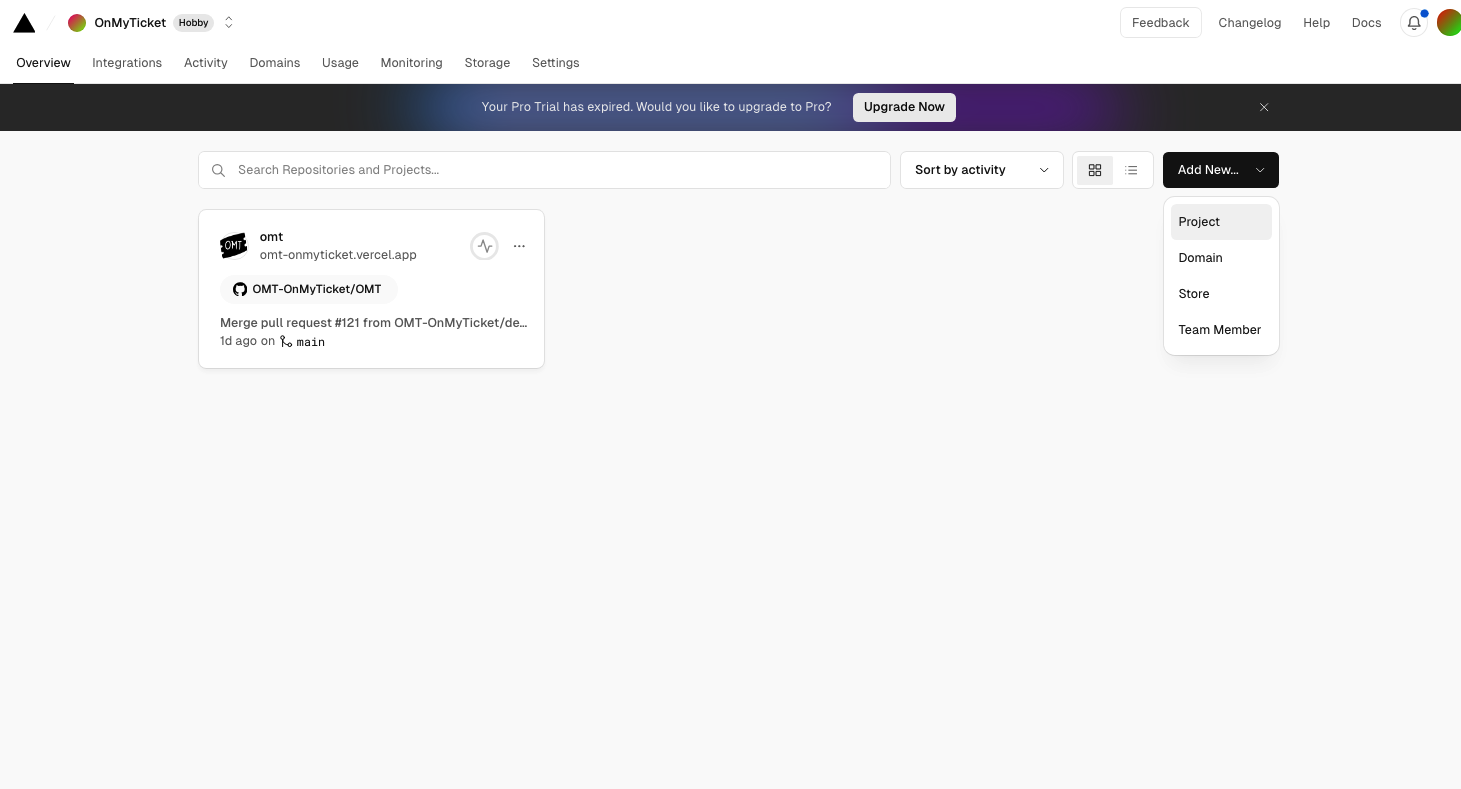 OnMyTicket Hobby Feedback Changelog Help Docs
Overview Integrations Activity Domains Usage Monitoring Storage Settings
Your Pro Trial has expired. Would you like to upgrade to Pro? Upgrade Now
Search Repositories and Projects... Sort by activity Add New...
Project
Domain
Store
Team Member
OMT
omt
omt-onmyticket.vercel.app
OMT-OnMyTicket/OMT
Merge pull request #121 from OMT-OnMyTicket/de...
1d ago on main